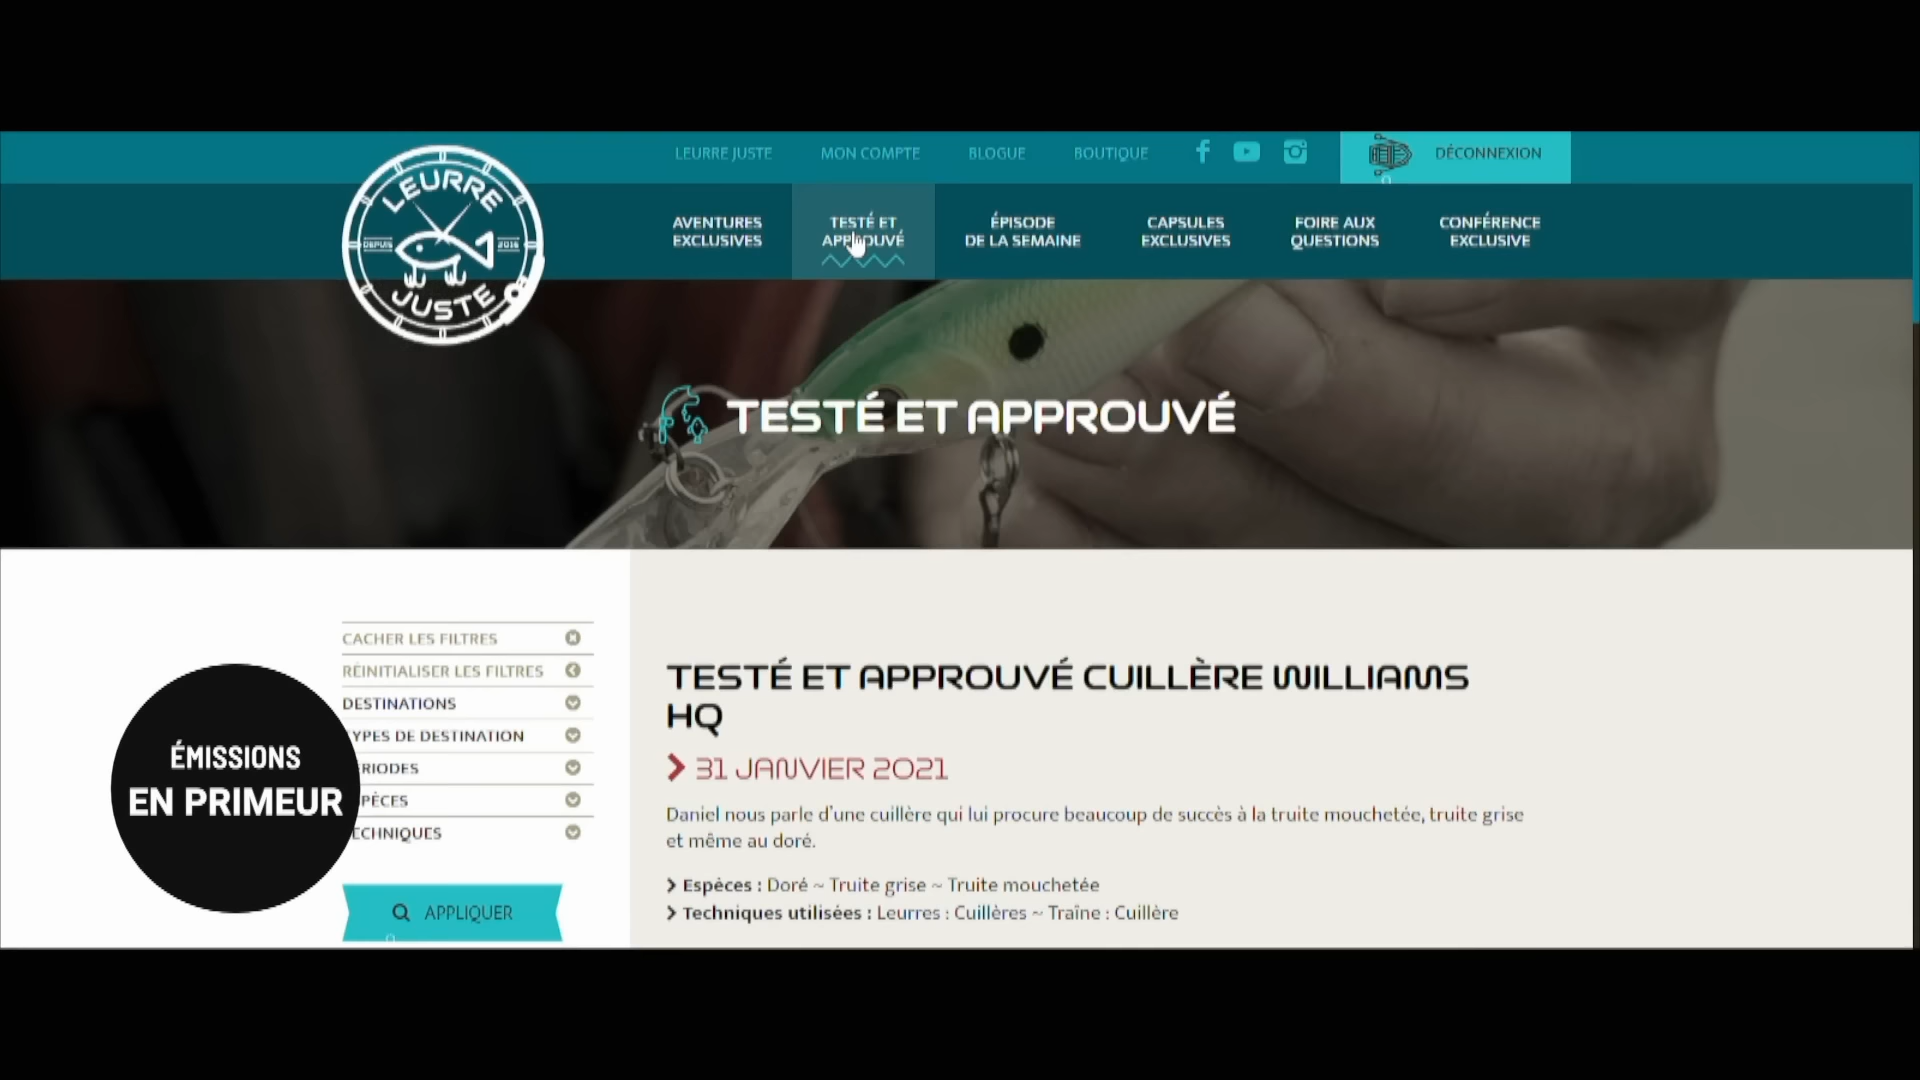 LEURRE JUSTE
MON COMPTE
BLOGUE
BOUTIQUE
DÉCONNEXION
LEURRE
DEPUIS
2016
JUSTE
AVENTURES
EXCLUSIVES
TESTÉ ET
APPROUVÉ
ÉPISODE
DE LA SEMAINE
CAPSULES
EXCLUSIVES
FOIRE AUX
QUESTIONS
CONFÉRENCE
EXCLUSIVE
TESTÉ ET APPROUVÉ
CACHER LES FILTRES
RÉINITIALISER LES FILTRES
DESTINATIONS
YPES DE DESTINATION
RIODES
PÈCES
ECHNIQUES
APPLIQUER
ÉMISSIONS
EN PRIMEUR
TESTÉ ET APPROUVÉ CUILLÈRE WILLIAMS
HQ
31 JANVIER 2021
Daniel nous parle d'une cuillère qui lui procure beaucoup de succès à la truite mouchetée, truite grise
et même au doré.
Espèces : Doré ~ Truite grise ~ Truite mouchetée
Techniques utilisées : Leurres : Cuillères ~ Traîne : Cuillère